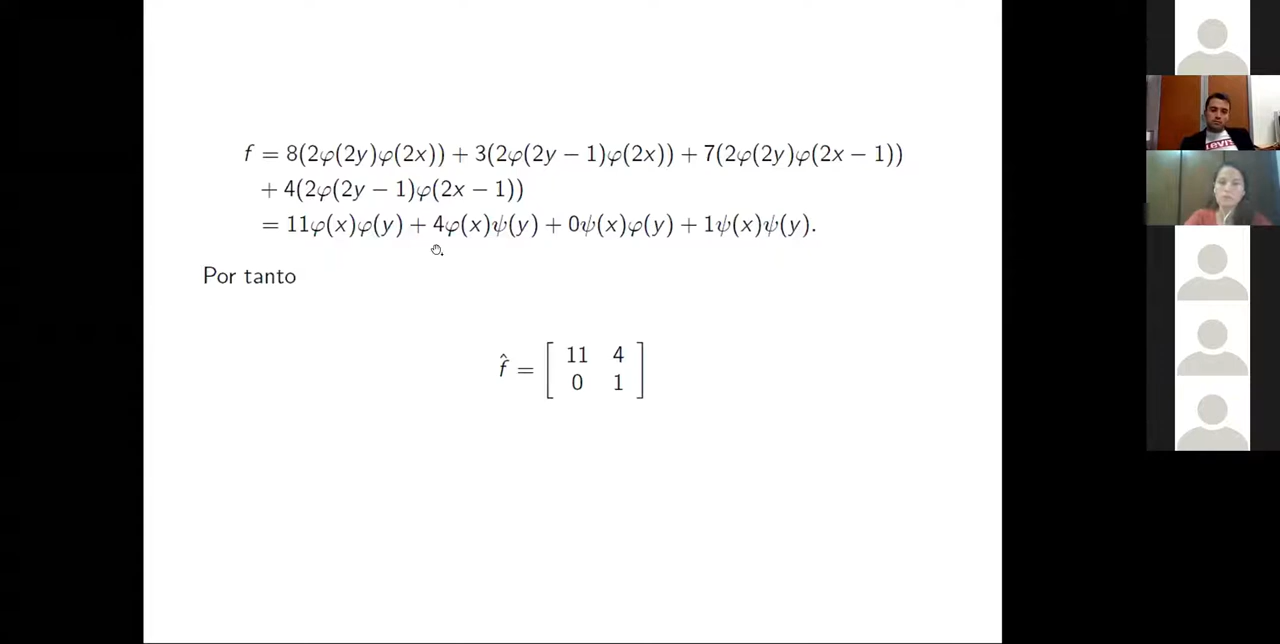 f = 8(2φ(2y)φ(2x)) + 3(2φ(2y − 1)φ(2x)) + 7(2φ(2y)φ(2x − 1))
+ 4(2φ(2y − 1)φ(2x − 1))
= 11φ(x)φ(y) + 4φ(x)ψ(y) + 0ψ(x)φ(y) + 1ψ(x)ψ(y).
Por tanto
f̂ = [ 11 4
0 1 ]
LEVI'S